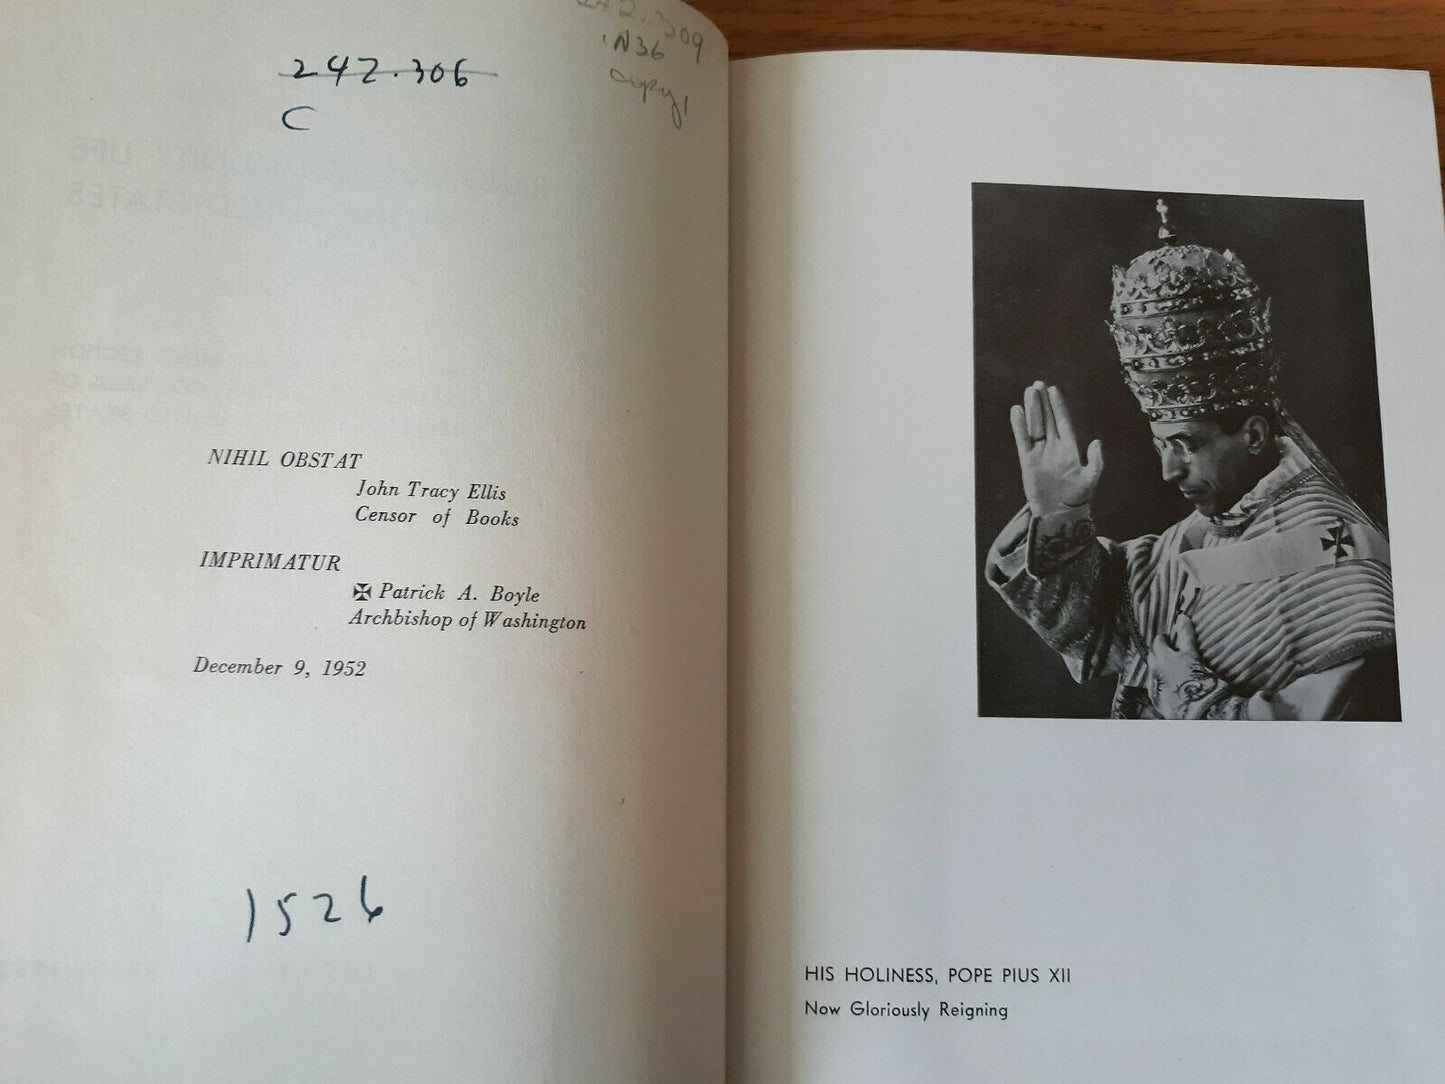 242.306
C
242.309
.N36
copy 1
NIHIL OBSTAT
John Tracy Ellis
Censor of Books
IMPRIMATUR
✠ Patrick A. Boyle
Archbishop of Washington
December 9, 1952
1526
HIS HOLINESS, POPE PIUS XII
Now Gloriously Reigning